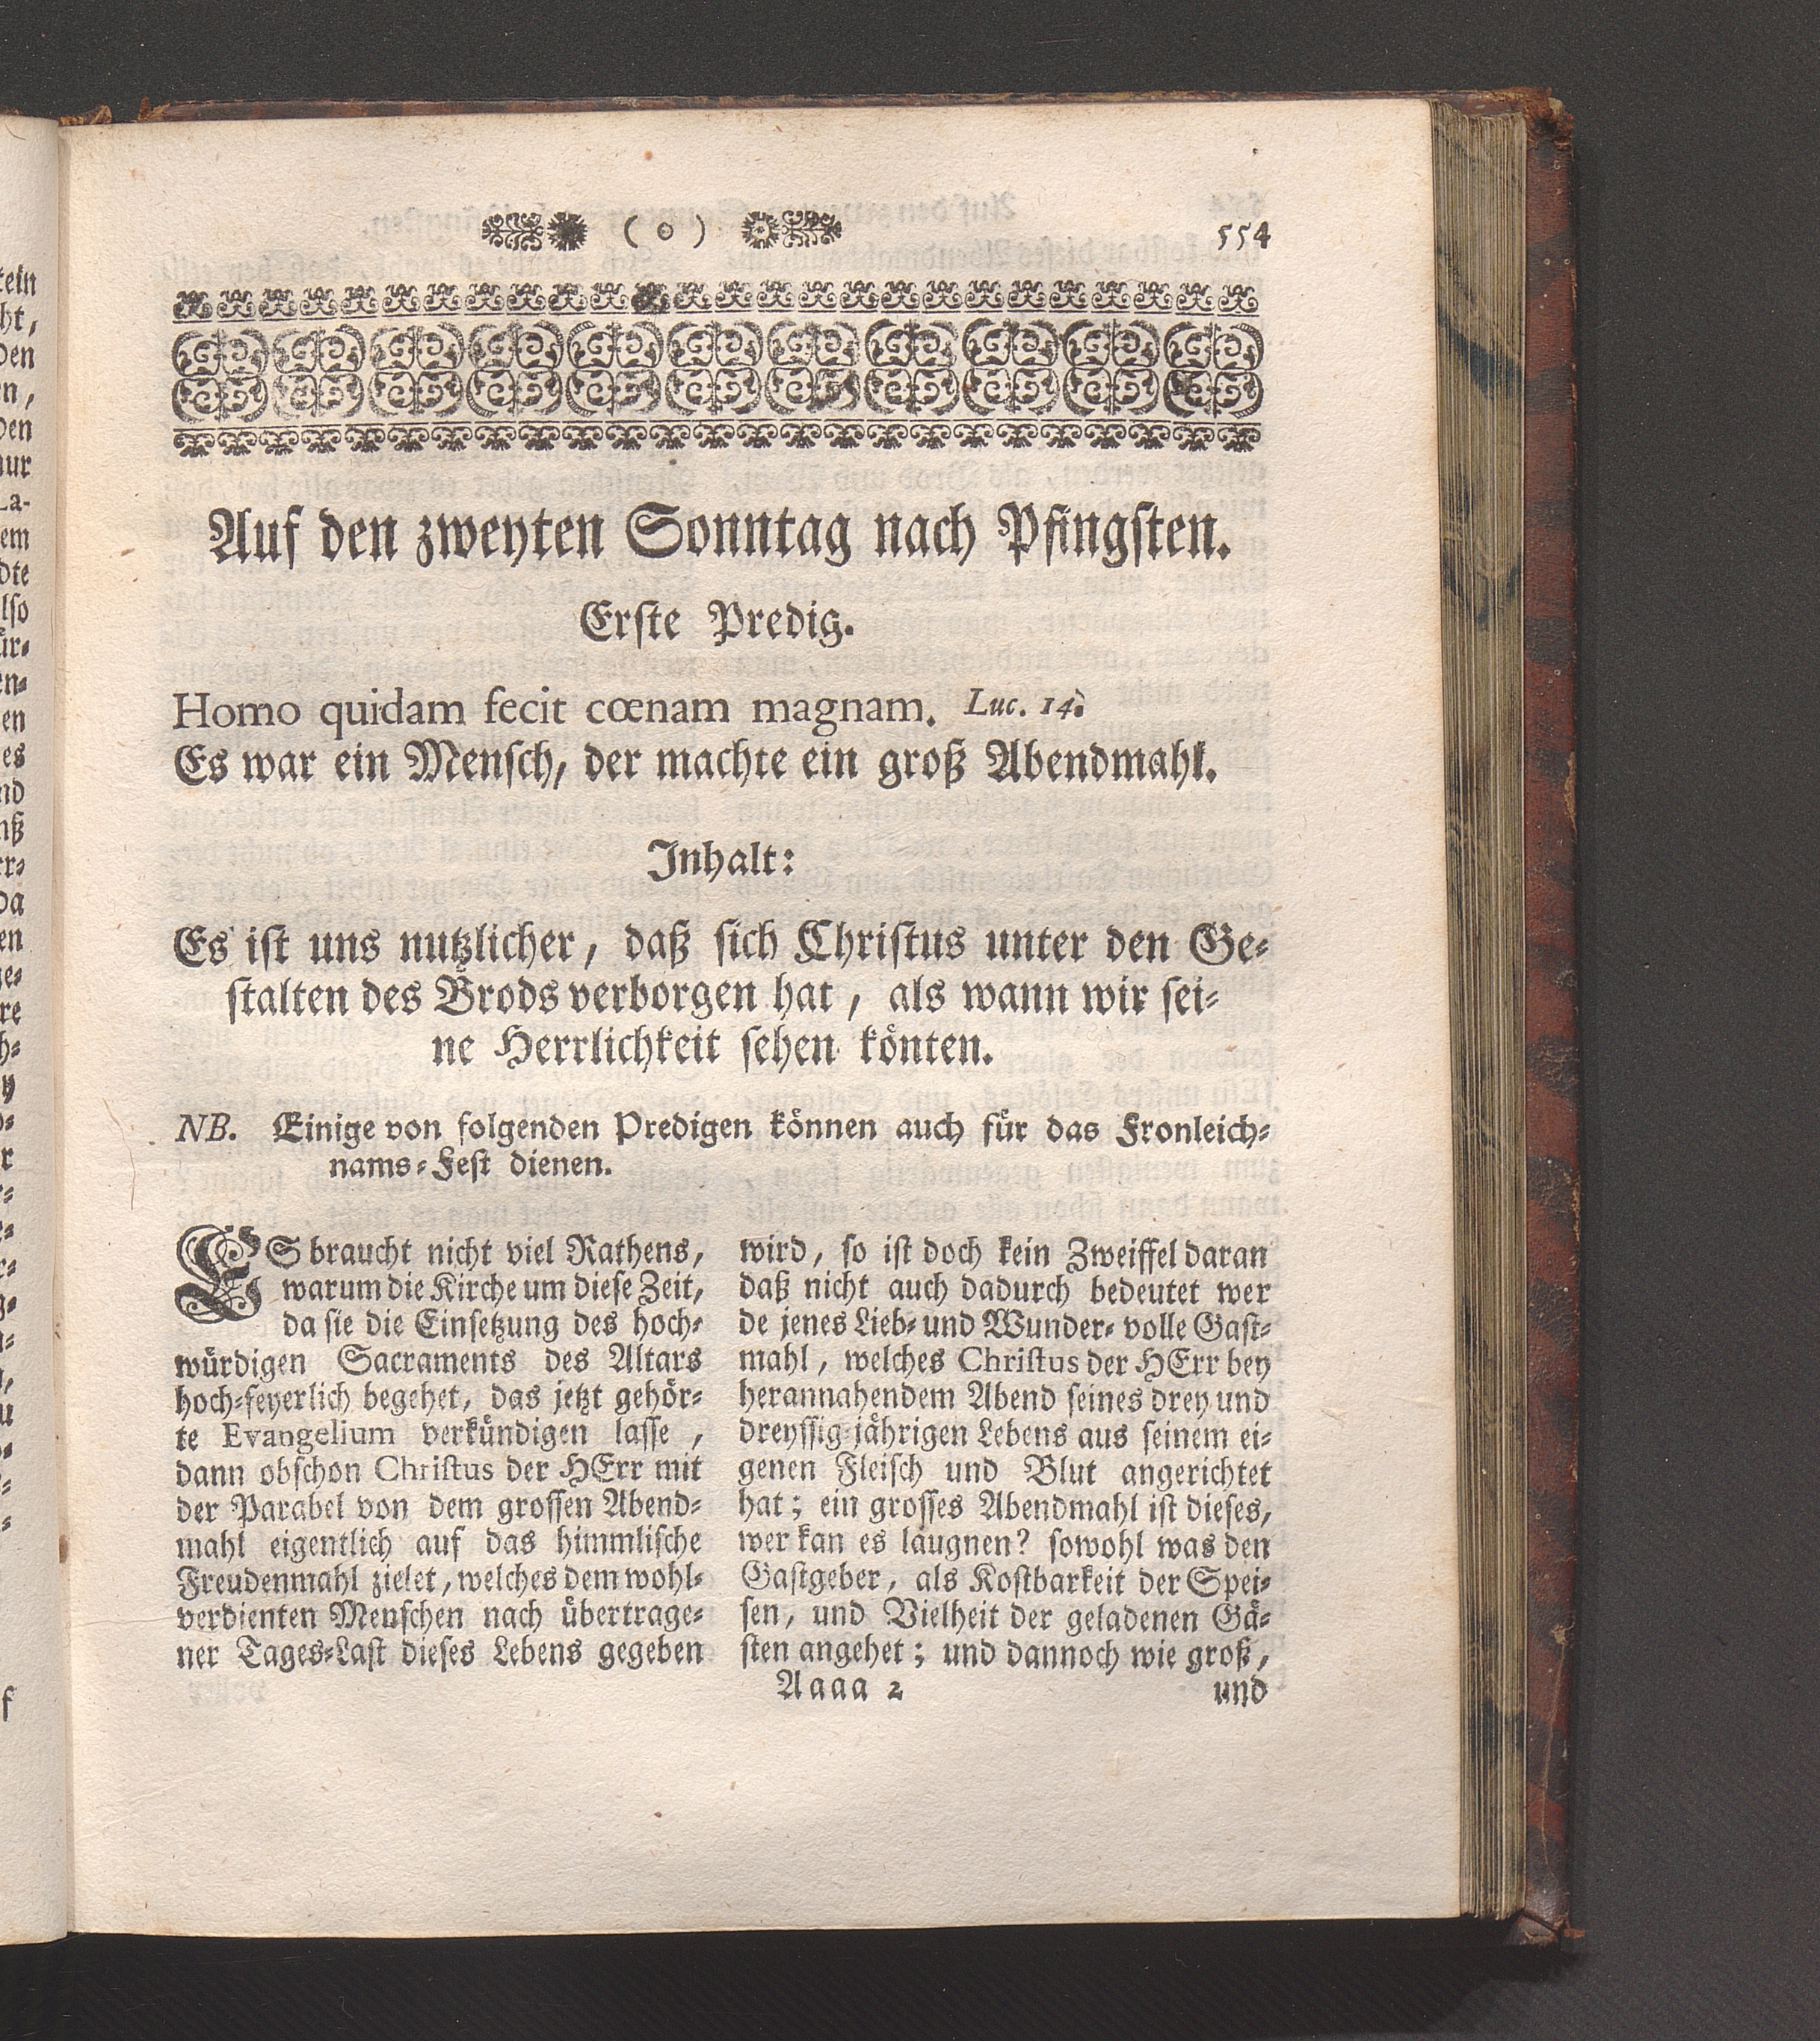 ( o )
554
Auf den zweyten Sonntag nach Pfingsten.
Erste Predig.
Homo quidam fecit cœnam magnam. Luc. 14.
Es war ein Mensch, der machte ein groß Abendmahl.
Inhalt:
Es ist uns nutzlicher, daß sich Christus unter den Ge-
stalten des Brods verborgen hat, als wann wir sei-
ne Herrlichkeit sehen könten.
NB. Einige von folgenden Predigen können auch für das Fronleich-
nams-Fest dienen.
ES braucht nicht viel Rathens,
warum die Kirche um diese Zeit,
da sie die Einsetzung des hoch-
würdigen Sacraments des Altars
hoch-feyerlich begehet, das jetzt gehör-
te Evangelium verkündigen lasse,
dann obschon Christus der HErr mit
der Parabel von dem grossen Abend-
mahl eigentlich auf das himmlische
Freudenmahl zielet, welches dem wohl-
verdienten Menschen nach übertrage-
ner Tages-Last dieses Lebens gegeben
wird, so ist doch kein Zweiffel daran
daß nicht auch dadurch bedeutet wer
de jenes Lieb- und Wunder-volle Gast-
mahl, welches Christus der HErr bey
herannahendem Abend seines drey und
dreyssig-jährigen Lebens aus seinem ei-
genen Fleisch und Blut angerichtet
hat; ein grosses Abendmahl ist dieses,
wer kan es läugnen? sowohl was den
Gastgeber, als Kostbarkeit der Spei-
sen, und Vielheit der geladenen Gä-
sten angehet; und dannoch wie groß,
Aaaa 2
und